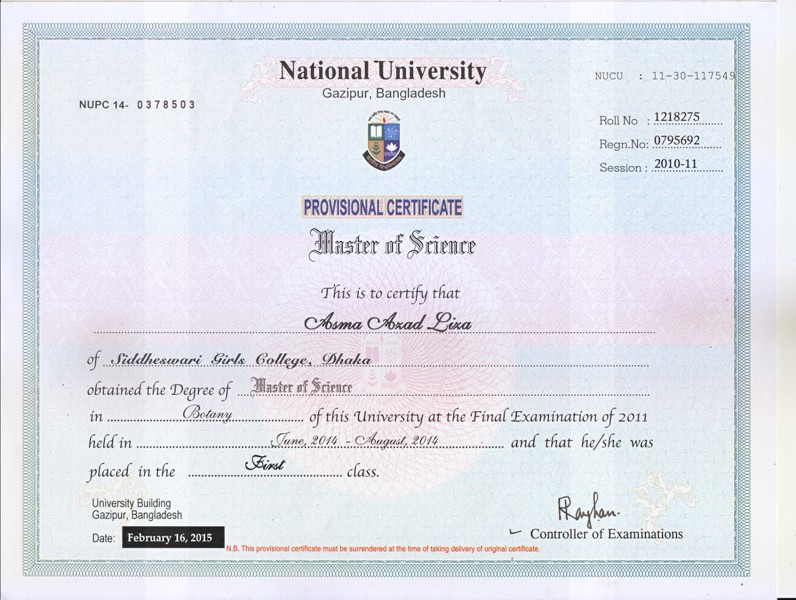 National University
Gazipur, Bangladesh
NUPC 14- 0378503
NUCU : 11-30-117549
Roll No : 1218275
Regn.No: 0795692
Session : 2010-11
PROVISIONAL CERTIFICATE
Master of Science
This is to certify that
Asma Azad Liza
of Siddheswari Girls College, Dhaka
obtained the Degree of Master of Science
in Botany of this University at the Final Examination of 2011
held in June, 2014 - August, 2014 and that he/she was
placed in the First class.
University Building
Gazipur, Bangladesh
Date: February 16, 2015
Rayhan.
Controller of Examinations
N.B. This provisional certificate must be surrendered at the time of taking delivery of original certificate.